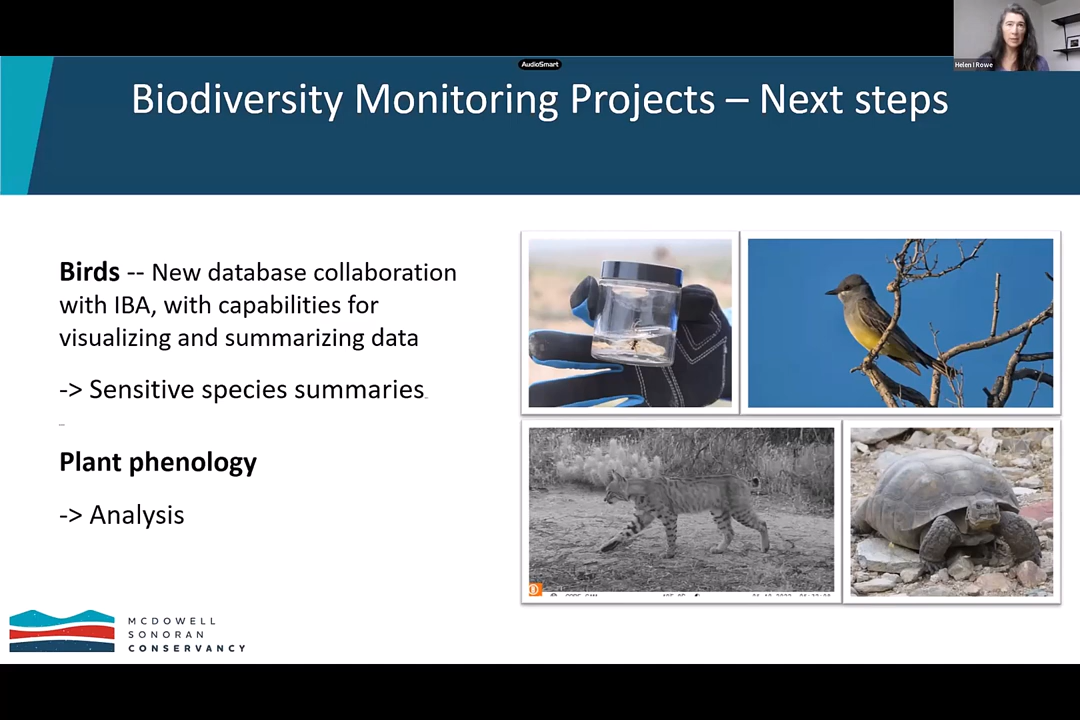 Helen I Rowe
AudioSmart
Biodiversity Monitoring Projects – Next steps
Birds -- New database collaboration
with IBA, with capabilities for
visualizing and summarizing data
-> Sensitive species summaries
Plant phenology
-> Analysis
MCDOWELL
SONORAN
CONSERVANCY